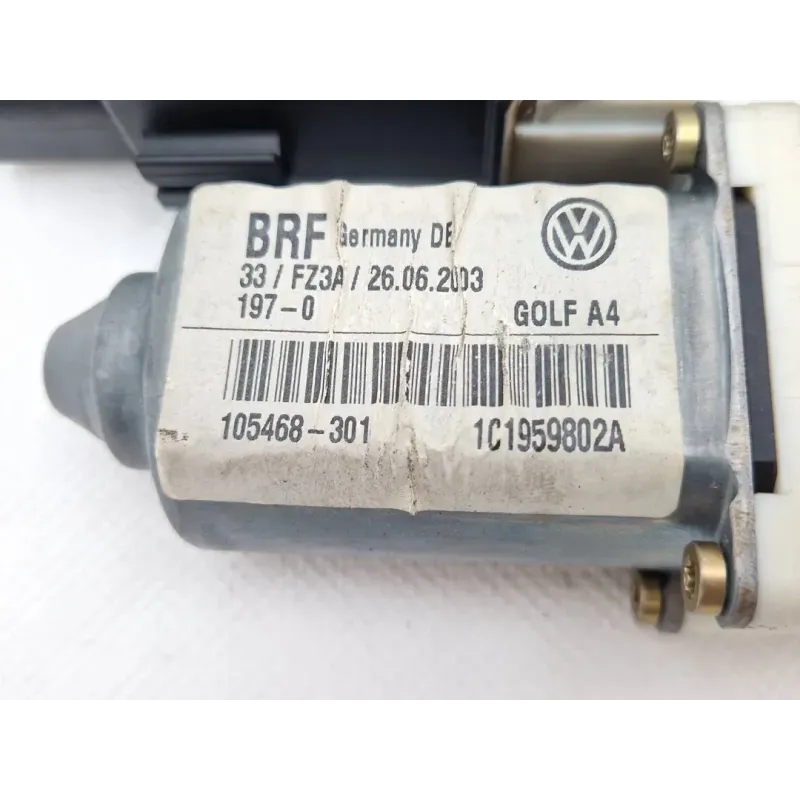 BRF Germany DE
33 / FZ3A / 26.06.2003
197-0 GOLF A4
105468-301 1C1959802A